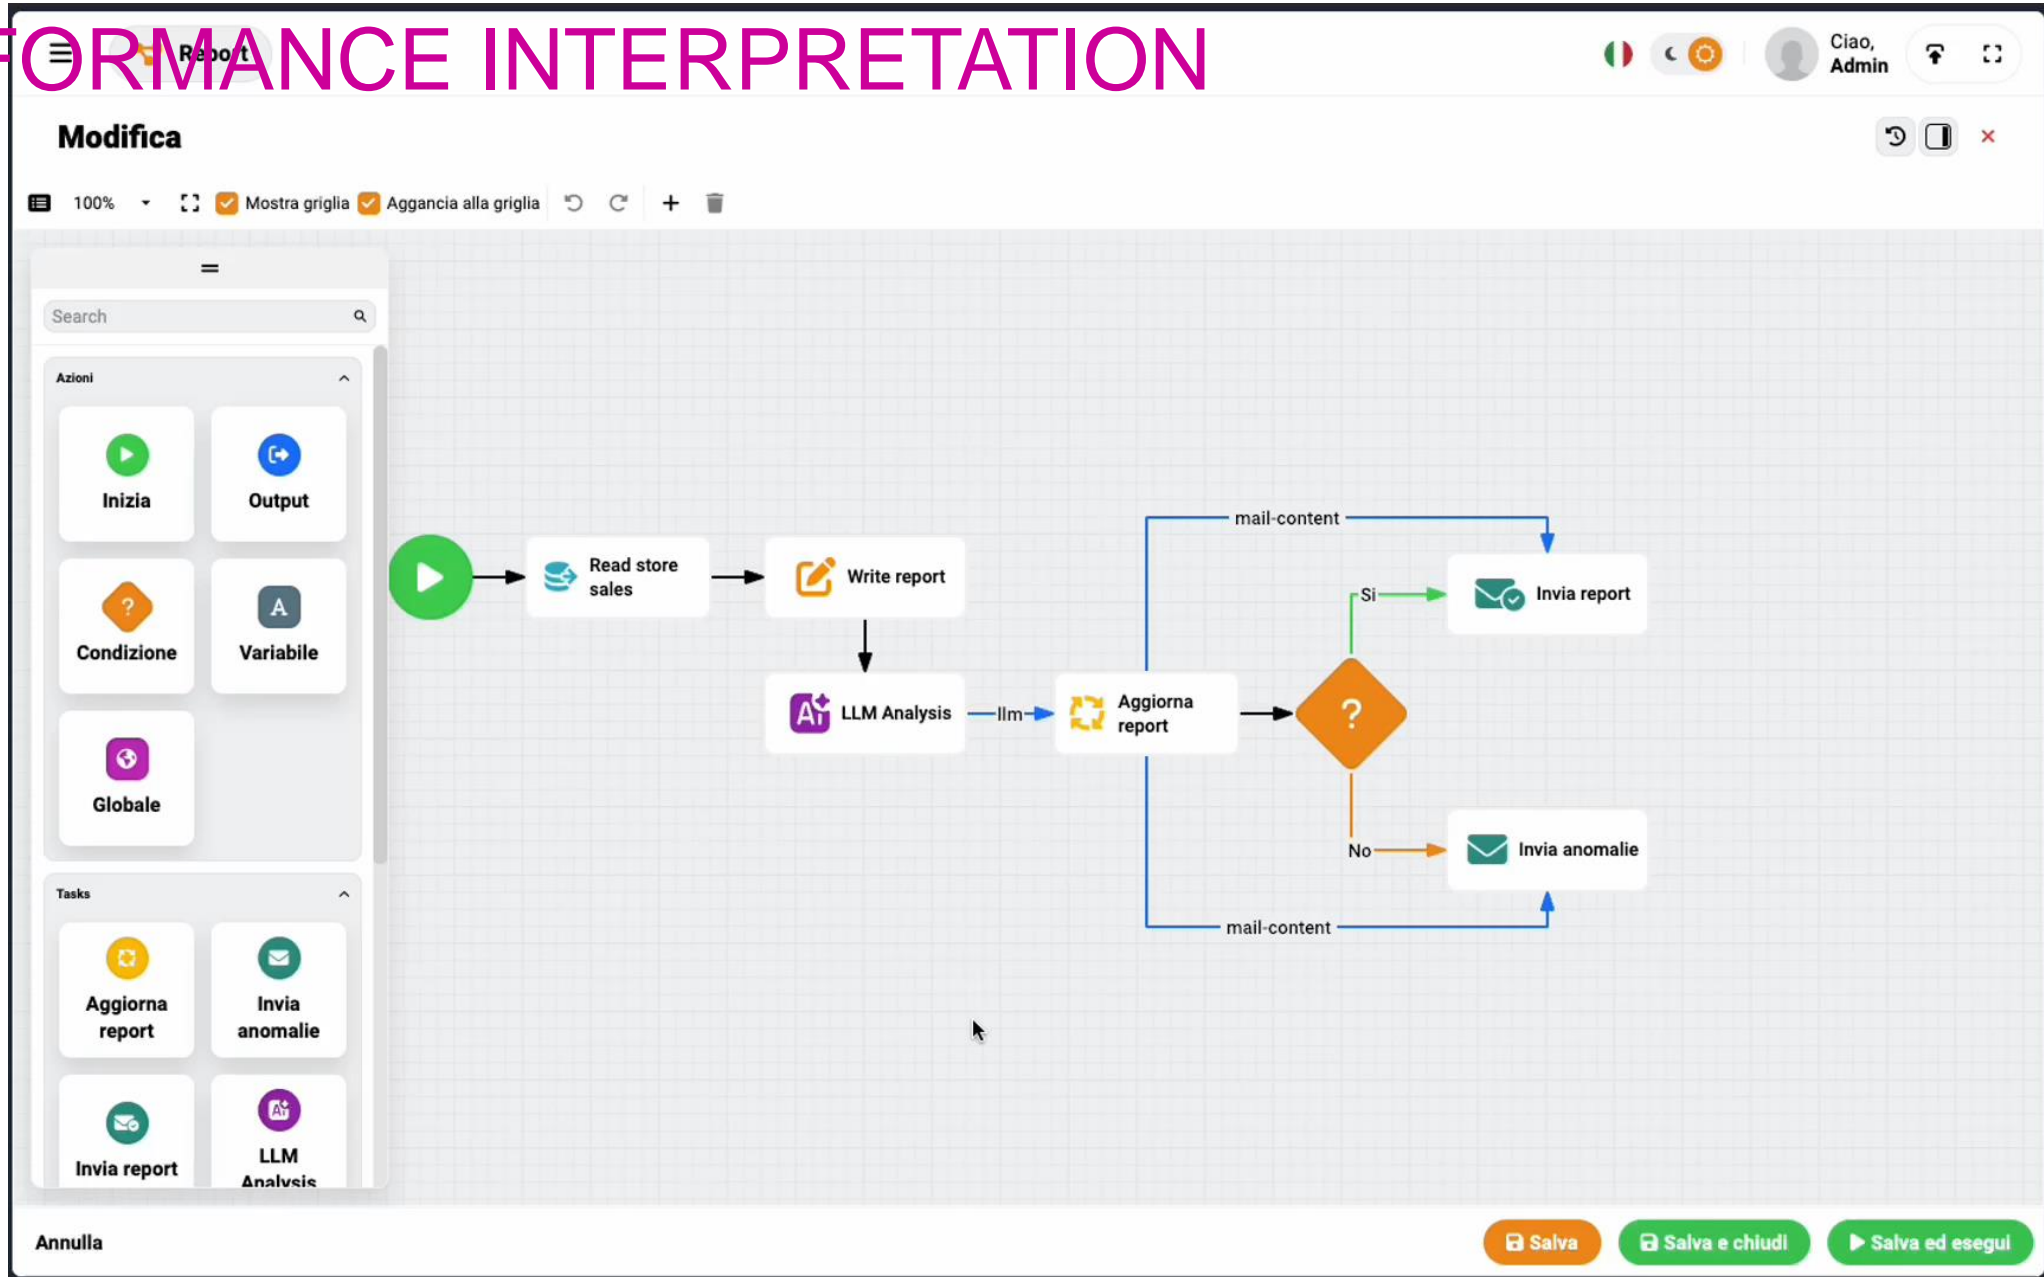 FORMANCE INTERPRETATION
Report
Ciao,
Admin
Modifica
100%
Mostra griglia
Aggancia alla griglia
Search
Azioni
Inizia
Output
Condizione
Variabile
Globale
Tasks
Aggiorna
report
Invia
anomalie
Invia report
LLM
Analysis
Read store
sales
Write report
LLM Analysis
llm
Aggiorna
report
?
mail-content
Si
Invia report
No
Invia anomalie
mail-content
Annulla
Salva
Salva e chiudi
Salva ed esegui